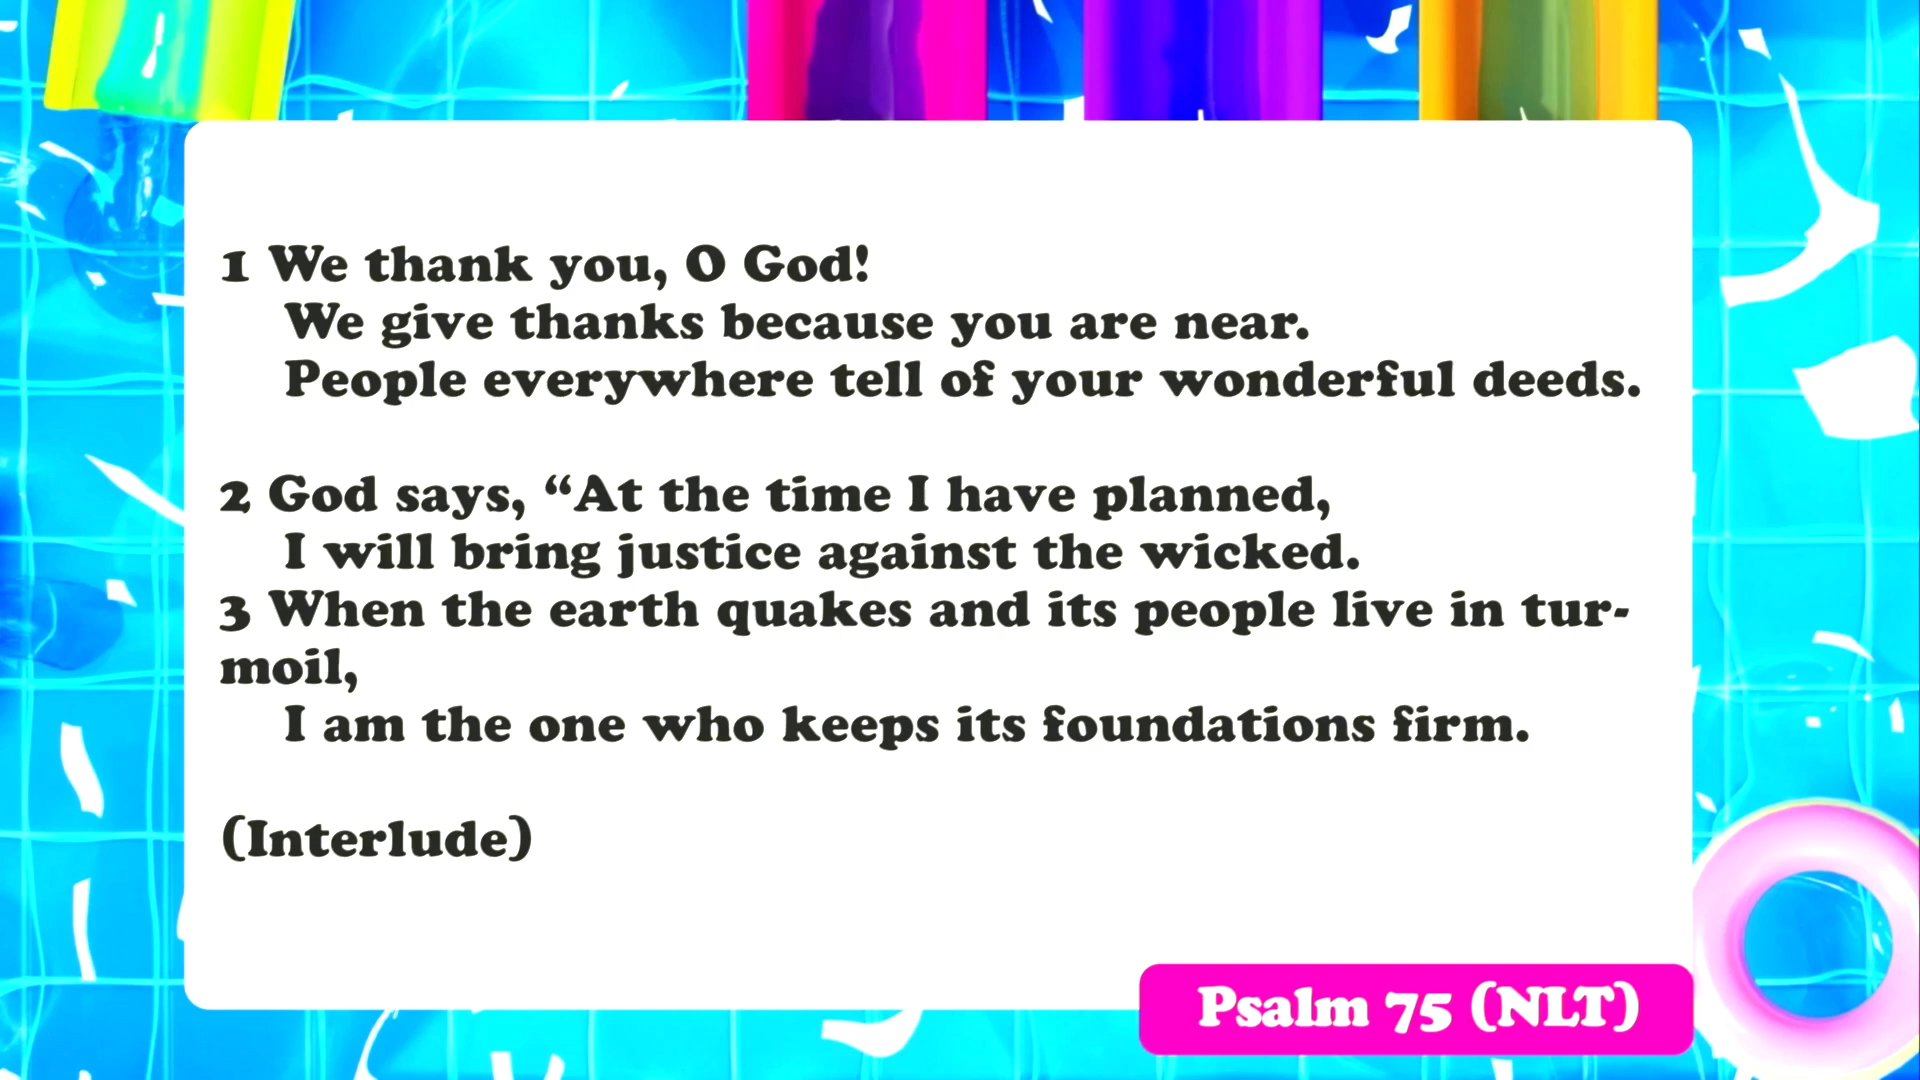 1 We thank you, O God!
We give thanks because you are near.
People everywhere tell of your wonderful deeds.
2 God says, “At the time I have planned,
I will bring justice against the wicked.
3 When the earth quakes and its people live in tur-
moil,
I am the one who keeps its foundations firm.
(Interlude)
Psalm 75 (NLT)